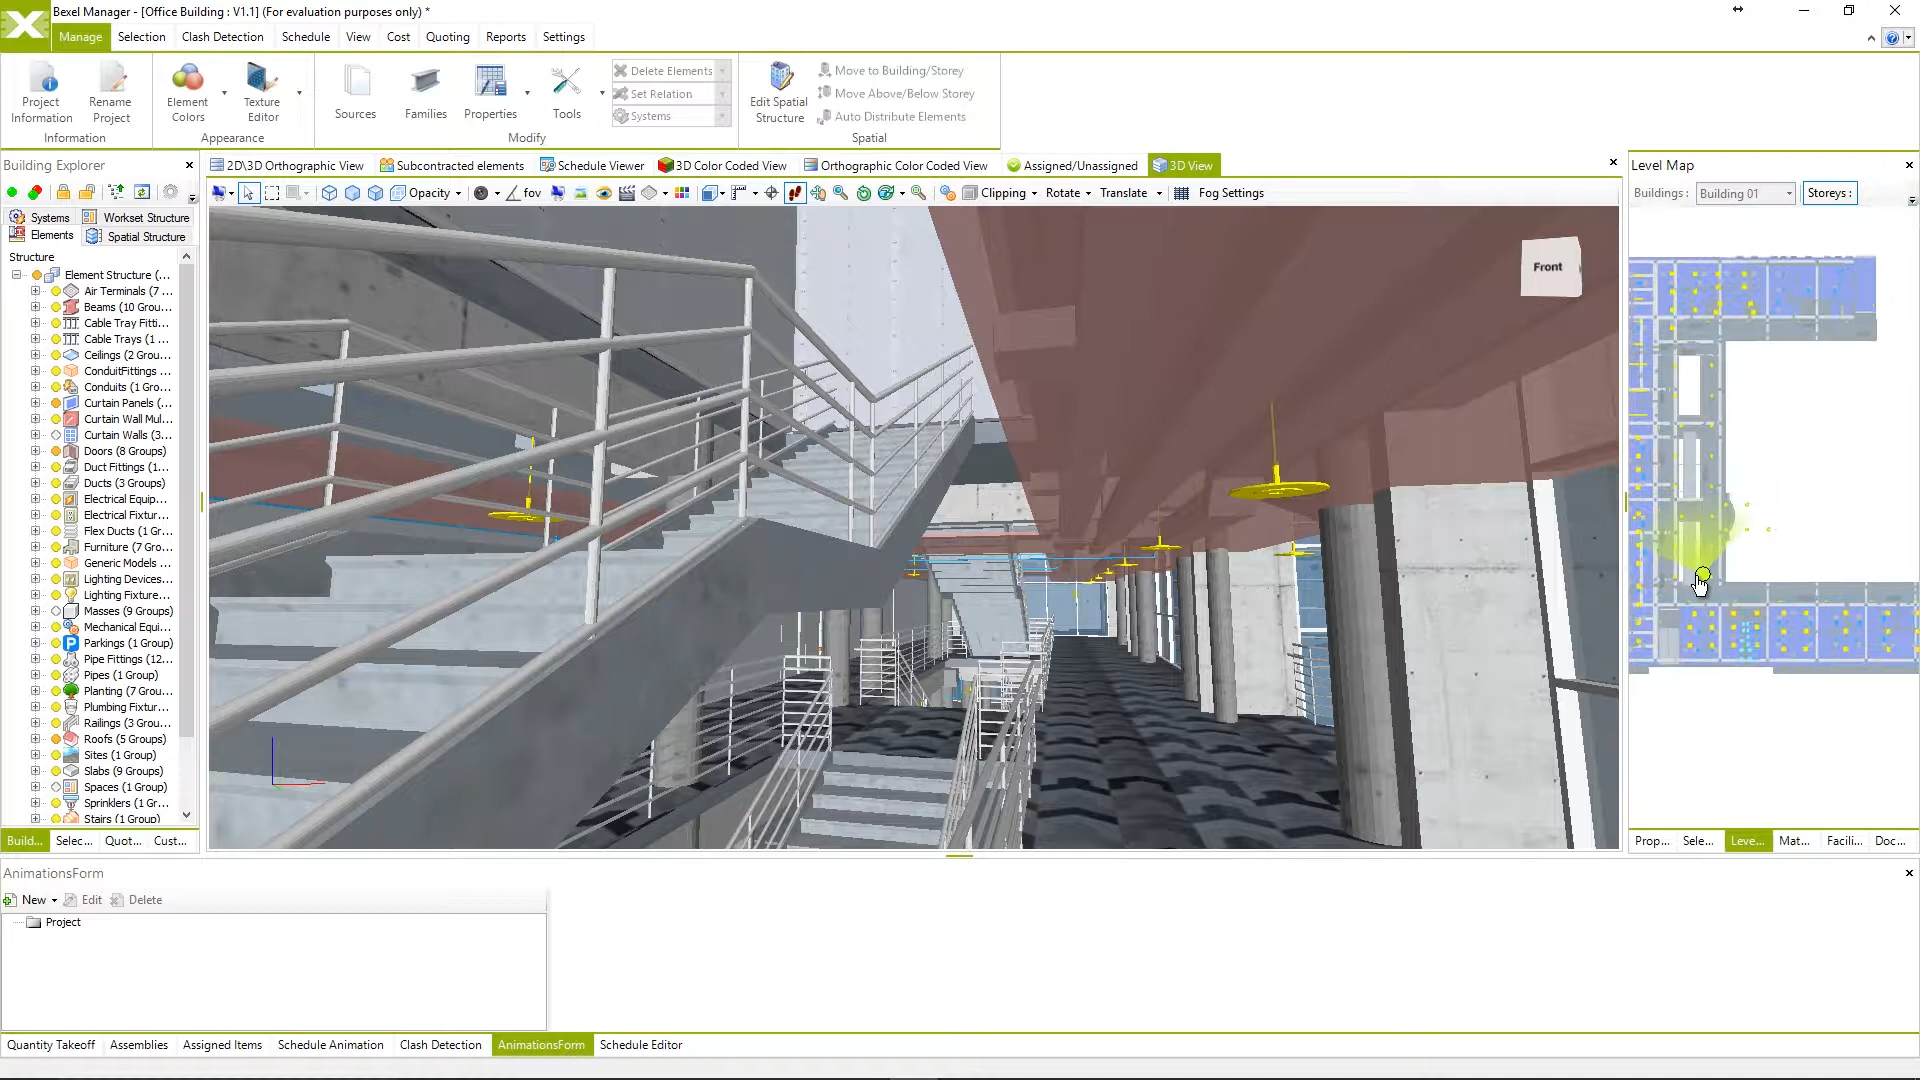 Bexel Manager - [Office Building : V1.1] (For evaluation purposes only) *
Manage Selection Clash Detection Schedule View Cost Quoting Reports Settings
Project Information
Rename Project
Information
Element Colors
Texture Editor
Appearance
Sources
Families
Properties
Tools
Delete Elements
Set Relation
Systems
Modify
Edit Spatial Structure
Move to Building/Storey
Move Above/Below Storey
Auto Distribute Elements
Spatial
Building Explorer
2D\3D Orthographic View Subcontracted elements Schedule Viewer 3D Color Coded View Orthographic Color Coded View Assigned/Unassigned 3D View
Level Map
Opacity fov Clipping Rotate Translate Fog Settings
Buildings : Building 01 Storeys :
Systems Workset Structure
Elements Spatial Structure
Structure
Element Structure (...
Air Terminals (7 ...
Beams (10 Grou...
Cable Tray Fitti...
Cable Trays (1 ...
Ceilings (2 Grou...
ConduitFittings ...
Conduits (1 Gro...
Curtain Panels (...
Curtain Wall Mul...
Curtain Walls (3...
Doors (8 Groups)
Duct Fittings (1...
Ducts (3 Groups)
Electrical Equip...
Electrical Fixtur...
Flex Ducts (1 Gr...
Furniture (7 Gro...
Generic Models ...
Lighting Devices...
Lighting Fixture...
Masses (9 Groups)
Mechanical Equi...
Parkings (1 Group)
Pipe Fittings (12...
Pipes (1 Group)
Planting (7 Grou...
Plumbing Fixtur...
Railings (3 Grou...
Roofs (5 Groups)
Sites (1 Group)
Slabs (9 Groups)
Spaces (1 Group)
Sprinklers (1 Gr...
Stairs (1 Group)
Front
Build... Selec... Quot... Cust...
Prop... Sele... Leve... Mat... Facili... Doc...
AnimationsForm
New Edit Delete
Project
Quantity Takeoff Assemblies Assigned Items Schedule Animation Clash Detection AnimationsForm Schedule Editor